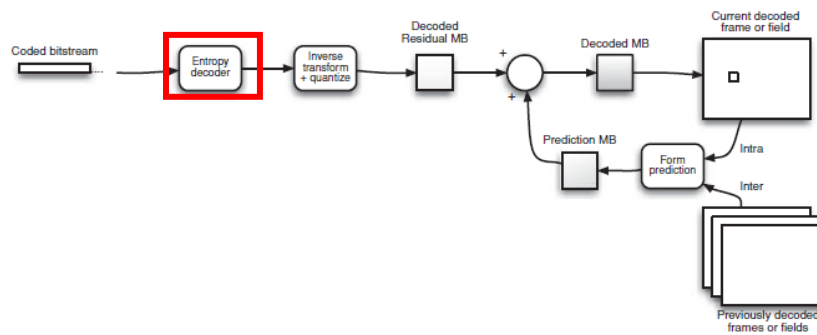 Coded bitstream
Entropy
decoder
Inverse
transform
+ quantize
Decoded
Residual MB
+
+
Decoded MB
Current decoded
frame or field
Prediction MB
Form
prediction
Intra
Inter
Previously decoded
frames or fields